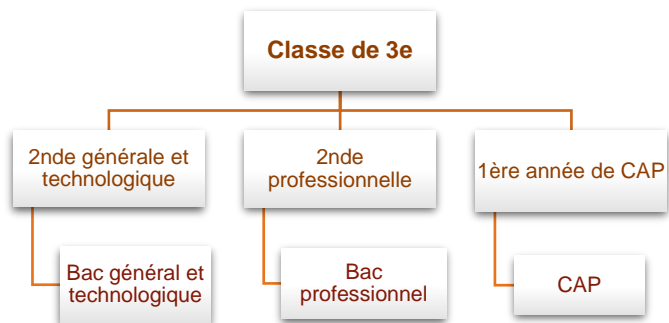 Classe de 3e
2nde générale et
technologique
2nde
professionnelle
1ère année de CAP
Bac général et
technologique
Bac
professionnel
CAP